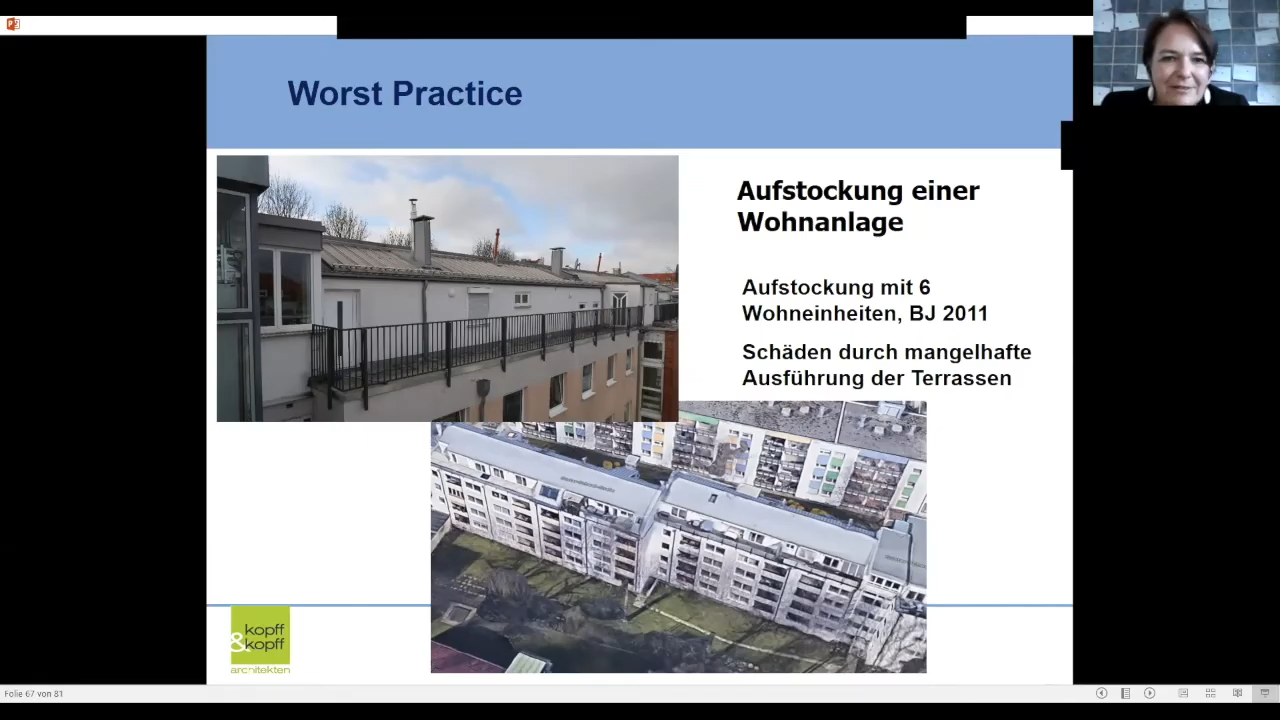 Worst Practice
Aufstockung einer
Wohnanlage
Aufstockung mit 6
Wohneinheiten, BJ 2011
Schäden durch mangelhafte
Ausführung der Terrassen
kopff
&kopff
architekten
Folie 67 von 81